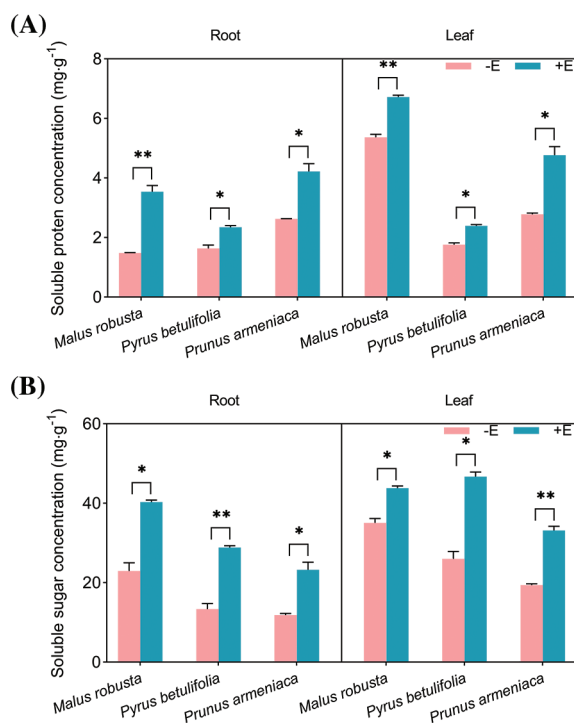 (A)
Root Leaf
-E +E
Soluble proten concentration (mg·g-1)
8
6
4
2
0
** * * ** * *
Malus robusta Pyrus betulifolia Prunus armeniaca Malus robusta Pyrus betulifolia Prunus armeniaca
(B)
Root Leaf
-E +E
Soluble sugar concentration (mg·g-1)
60
40
20
0
* ** * * * **
Malus robusta Pyrus betulifolia Prunus armeniaca Malus robusta Pyrus betulifolia Prunus armeniaca